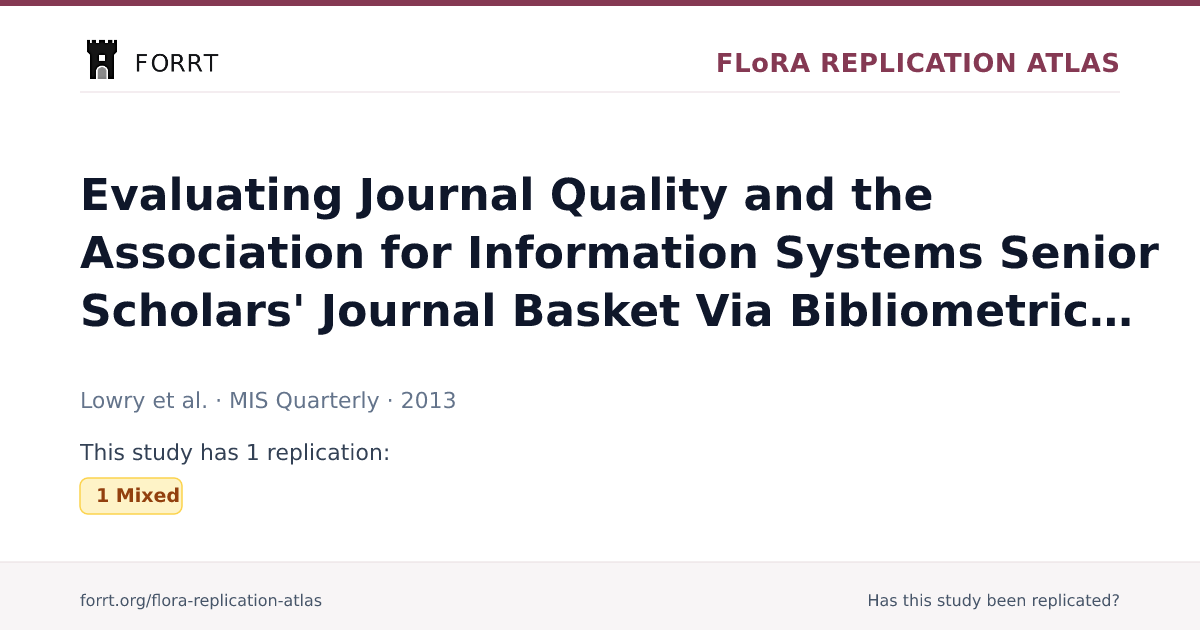 FORRT
FLoRA REPLICATION ATLAS
Evaluating Journal Quality and the
Association for Information Systems Senior
Scholars' Journal Basket Via Bibliometric…
Lowry et al. · MIS Quarterly · 2013
This study has 1 replication:
1 Mixed
forrt.org/flora-replication-atlas
Has this study been replicated?